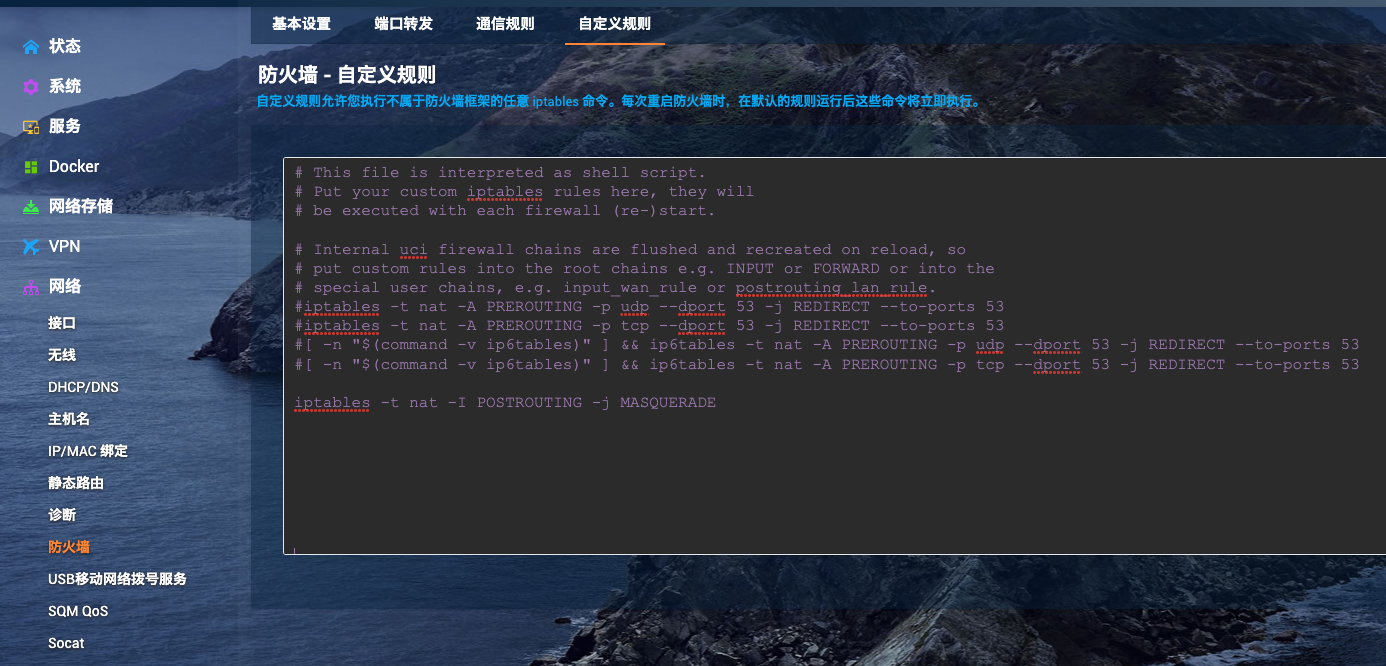 基本设置
端口转发
通信规则
自定义规则
状态
系统
服务
Docker
网络存储
VPN
网络
接口
无线
DHCP/DNS
主机名
IP/MAC 绑定
静态路由
诊断
防火墙
USB移动网络拨号服务
SQM QoS
Socat
防火墙 - 自定义规则
自定义规则允许您执行不属于防火墙框架的任意 iptables 命令。每次重启防火墙时，在默认的规则运行后这些命令将立即执行。
# This file is interpreted as shell script.
# Put your custom iptables rules here, they will
# be executed with each firewall (re-)start.
# Internal uci firewall chains are flushed and recreated on reload, so
# put custom rules into the root chains e.g. INPUT or FORWARD or into the
# special user chains, e.g. input_wan_rule or postrouting_lan_rule.
#iptables -t nat -A PREROUTING -p udp --dport 53 -j REDIRECT --to-ports 53
#iptables -t nat -A PREROUTING -p tcp --dport 53 -j REDIRECT --to-ports 53
#[ -n "$(command -v ip6tables)" ] && ip6tables -t nat -A PREROUTING -p udp --dport 53 -j REDIRECT --to-ports 53
#[ -n "$(command -v ip6tables)" ] && ip6tables -t nat -A PREROUTING -p tcp --dport 53 -j REDIRECT --to-ports 53
iptables -t nat -I POSTROUTING -j MASQUERADE